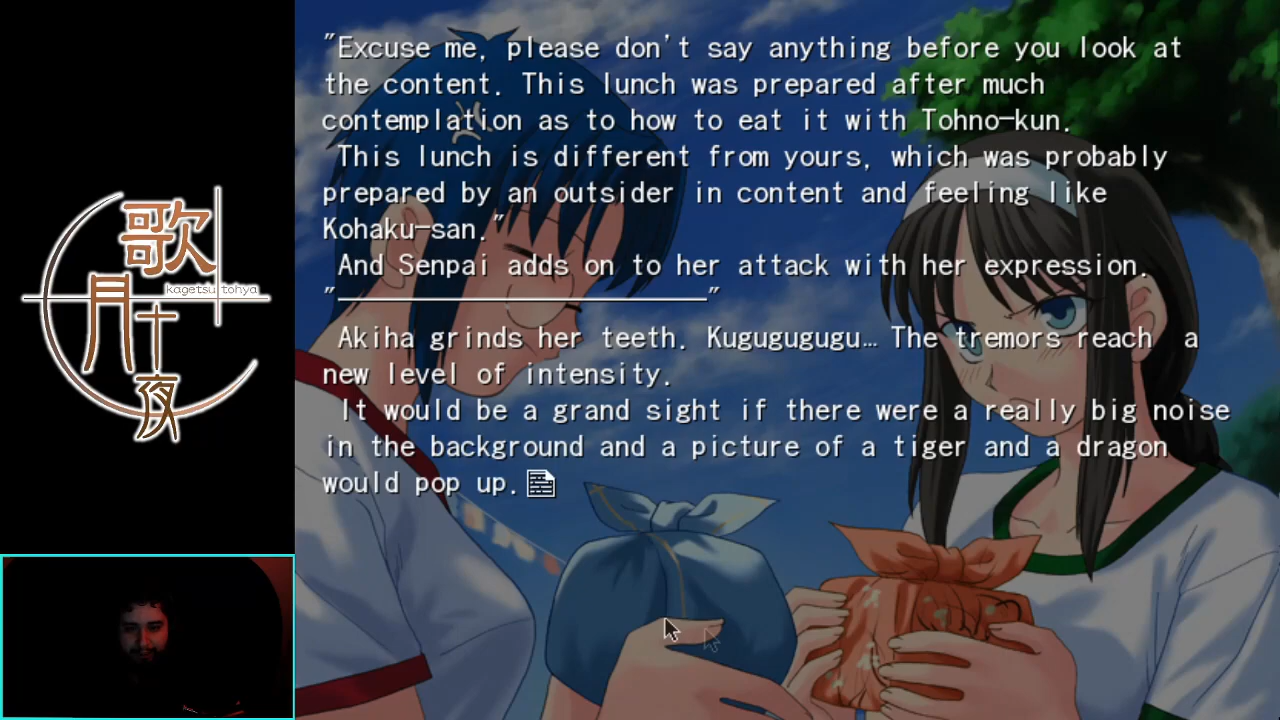 "Excuse me, please don't say anything before you look at
the content. This lunch was prepared after much
contemplation as to how to eat it with Tohno-kun.
This lunch is different from yours, which was probably
prepared by an outsider in content and feeling like
Kohaku-san."
And Senpai adds on to her attack with her expression.
"————————————————————————"
Akiha grinds her teeth. Kugugugugu… The tremors reach  a
new level of intensity.
It would be a grand sight if there were a really big noise
in the background and a picture of a tiger and a dragon
would pop up.
歌
kagetsu tohya
月
十
夜